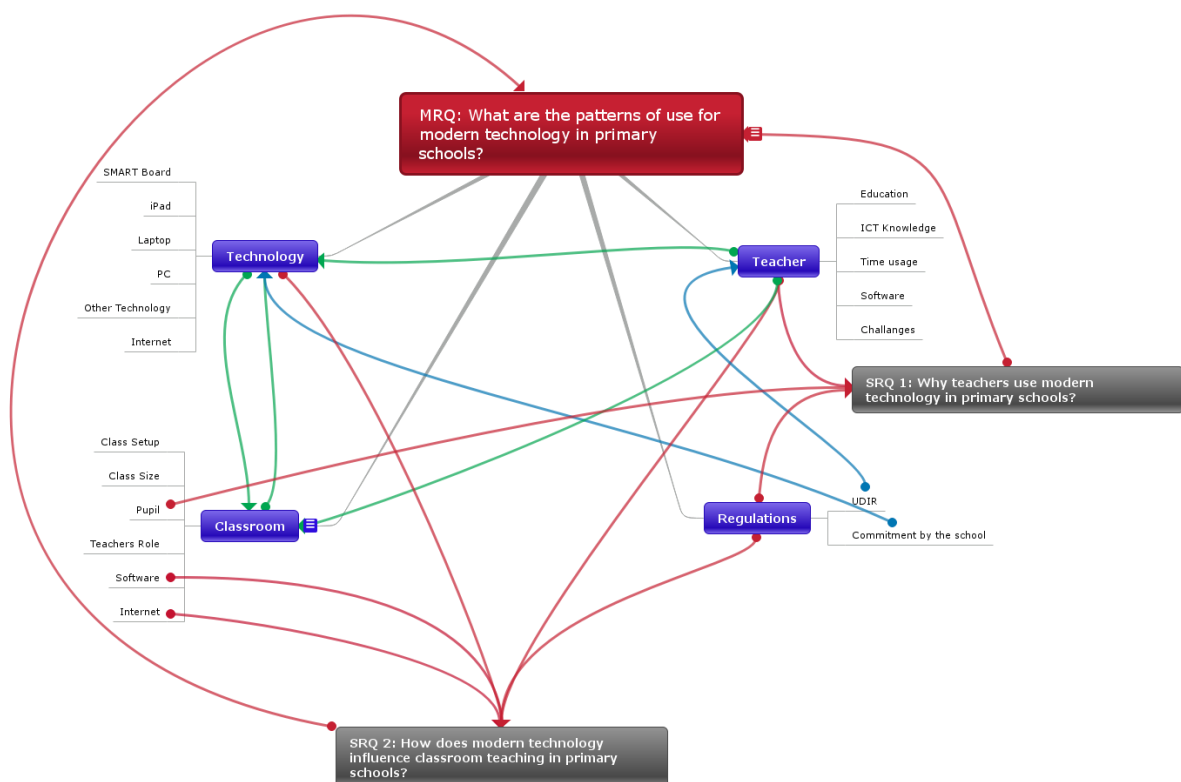 MRQ: What are the patterns of use for
modern technology in primary
schools?
SMART Board
iPad
Laptop
PC
Other Technology
Internet
Technology
Teacher
Education
ICT Knowledge
Time usage
Software
Challanges
SRQ 1: Why teachers use modern
technology in primary schools?
Class Setup
Class Size
Pupil
Teachers Role
Software
Internet
Classroom
Regulations
UDIR
Commitment by the school
SRQ 2: How does modern technology
influence classroom teaching in primary
schools?